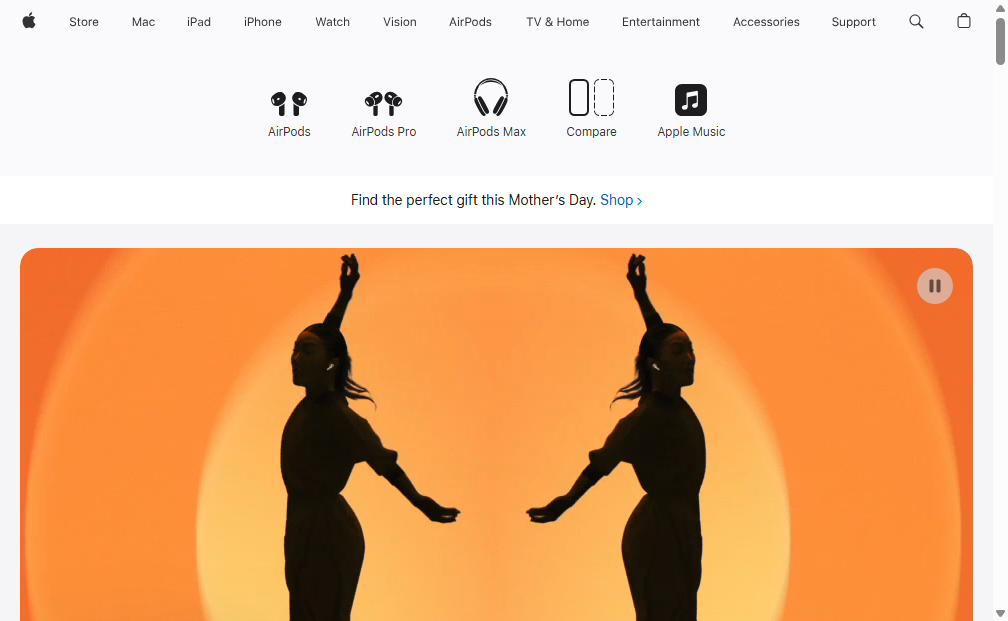 Store Mac iPad iPhone Watch Vision AirPods TV & Home Entertainment Accessories Support
AirPods AirPods Pro AirPods Max Compare Apple Music
Find the perfect gift this Mother's Day. Shop >